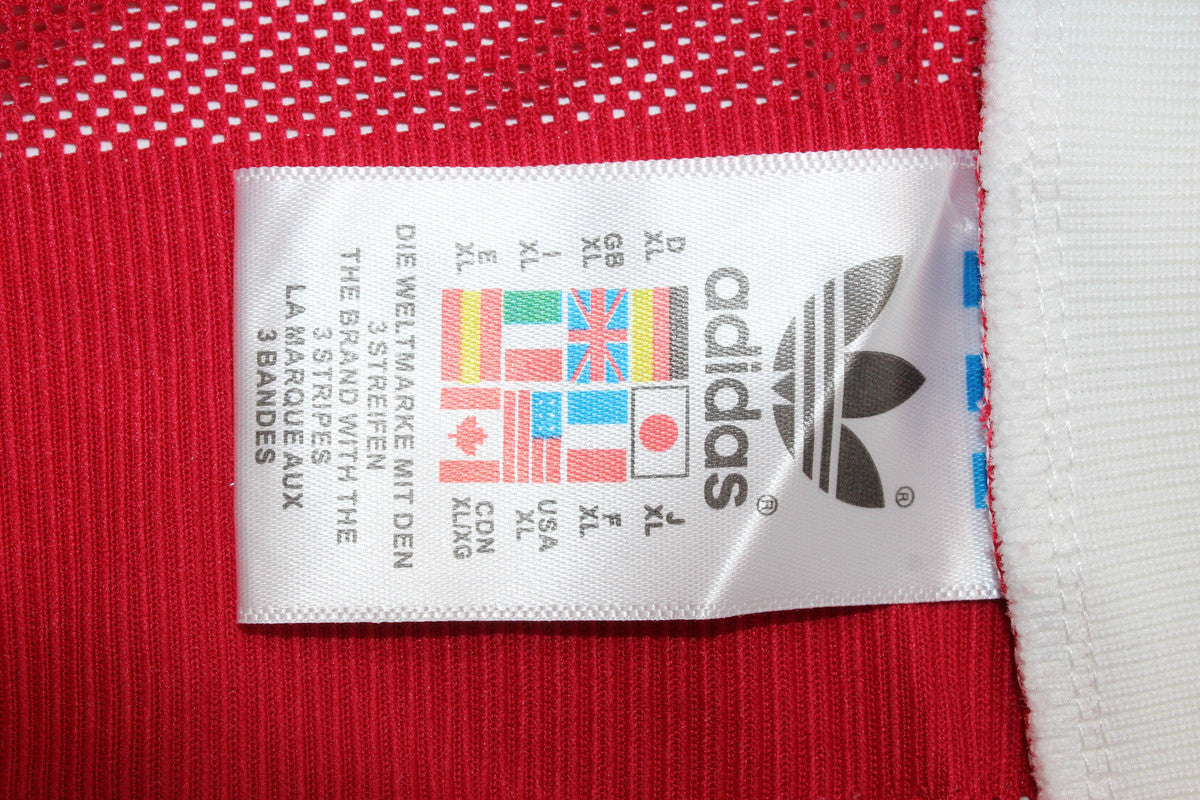 ®
adidas®
D
XL
J
XL
GB
XL
F
XL
I
XL
USA
XL
E
XL
CDN
XL/XG
DIE WELTMARKE MIT DEN
3 STREIFEN
THE BRAND WITH THE
3 STRIPES
LA MARQUE AUX
3 BANDES